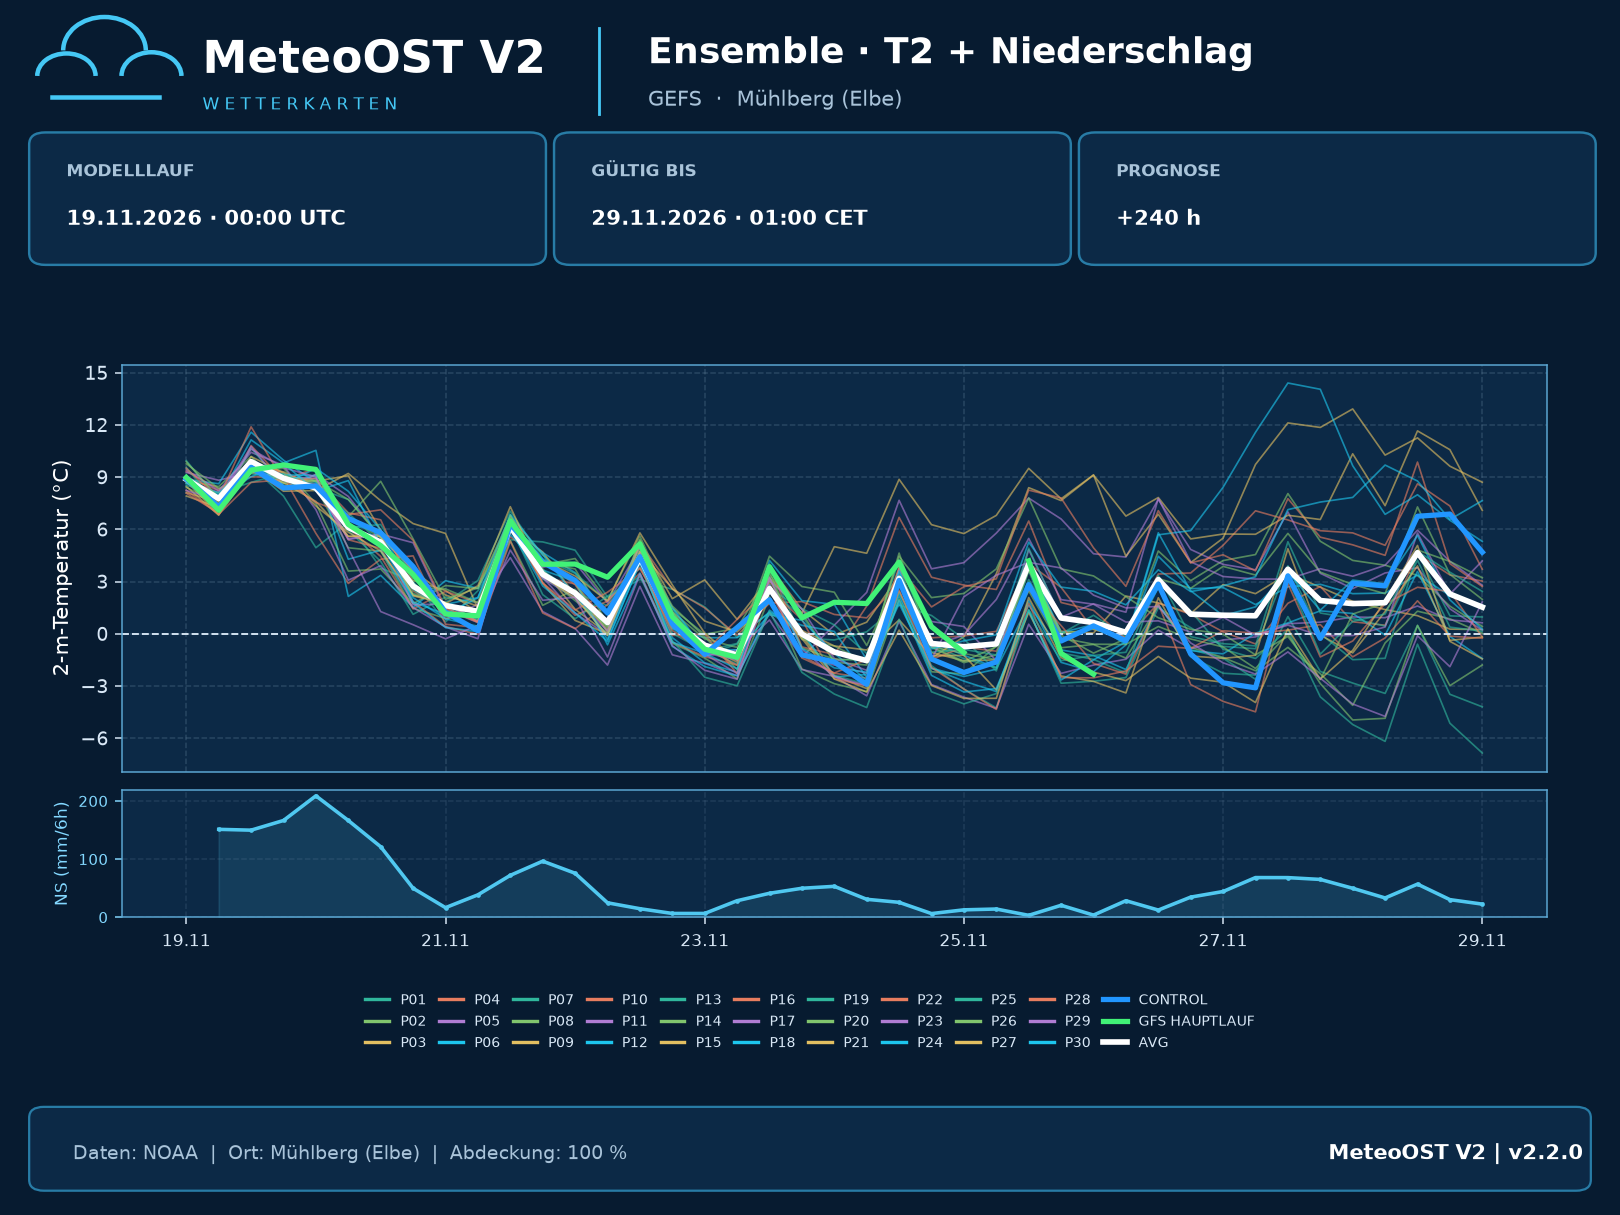 MeteoOST V2
WETTERKARTEN
Ensemble · T2 + Niederschlag
GEFS · Mühlberg (Elbe)
MODELLLAUF
19.11.2026 · 00:00 UTC
GÜLTIG BIS
29.11.2026 · 01:00 CET
PROGNOSE
+240 h
2-m-Temperatur (°C)
15
12
9
6
3
0
−3
−6
NS (mm/6h)
200
100
0
19.11 21.11 23.11 25.11 27.11 29.11
P01 P04 P07 P10 P13 P16 P19 P22 P25 P28 CONTROL
P02 P05 P08 P11 P14 P17 P20 P23 P26 P29 GFS HAUPTLAUF
P03 P06 P09 P12 P15 P18 P21 P24 P27 P30 AVG
Daten: NOAA | Ort: Mühlberg (Elbe) | Abdeckung: 100 %
MeteoOST V2 | v2.2.0